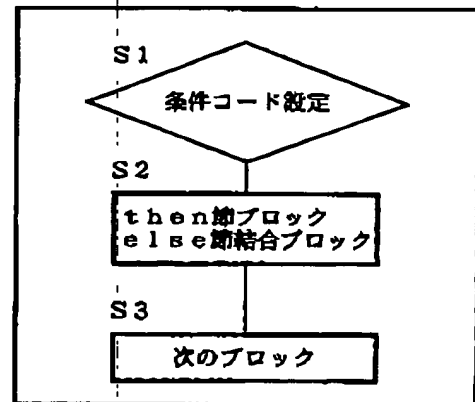 S1
条件コード設定
S2
then節ブロック
else節結合ブロック
S3
次のブロック